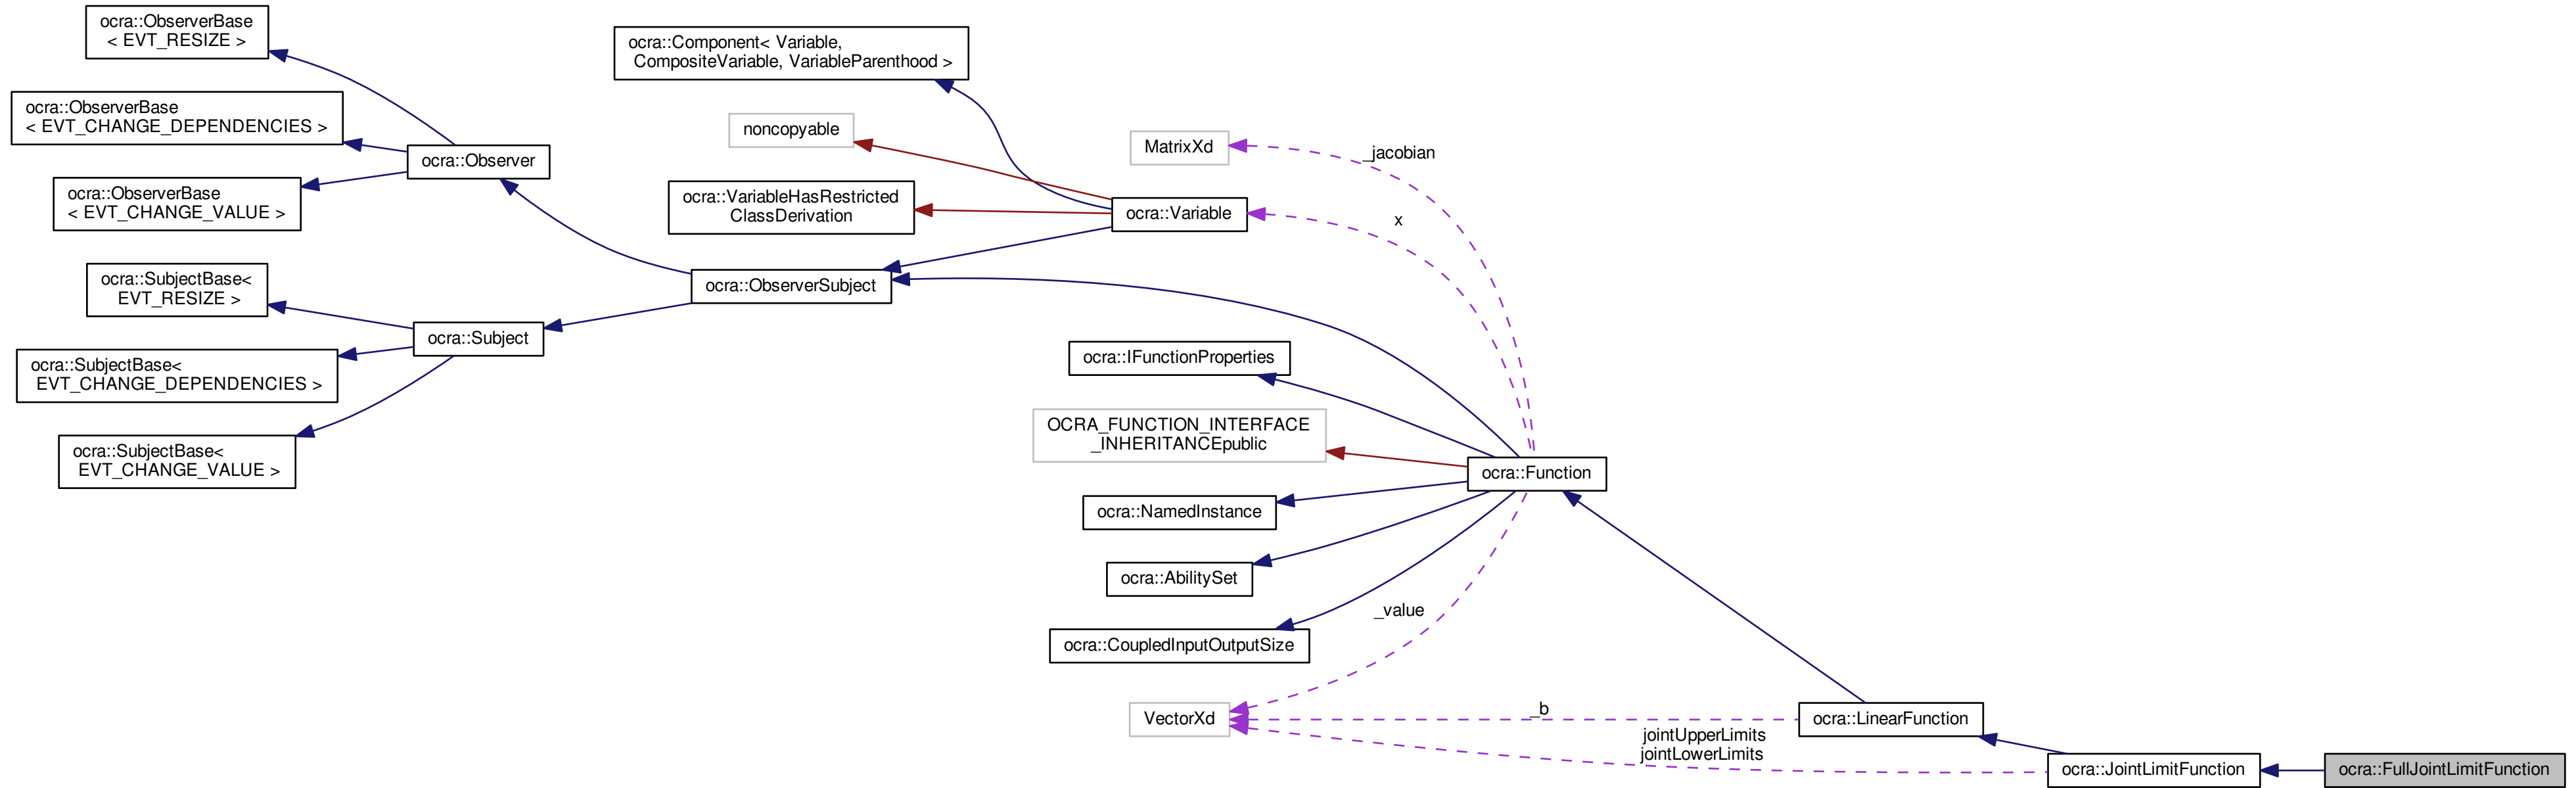 ocra::ObserverBase
< EVT_RESIZE >
ocra::ObserverBase
< EVT_CHANGE_DEPENDENCIES >
ocra::ObserverBase
< EVT_CHANGE_VALUE >
ocra::Observer
ocra::SubjectBase<
EVT_RESIZE >
ocra::SubjectBase<
EVT_CHANGE_DEPENDENCIES >
ocra::SubjectBase<
EVT_CHANGE_VALUE >
ocra::Subject
ocra::Component< Variable,
CompositeVariable, VariableParenthood >
noncopyable
ocra::VariableHasRestricted
ClassDerivation
ocra::ObserverSubject
MatrixXd
ocra::Variable
_jacobian
x
ocra::IFunctionProperties
OCRA_FUNCTION_INTERFACE
_INHERITANCEpublic
ocra::NamedInstance
ocra::AbilitySet
ocra::CoupledInputOutputSize
VectorXd
ocra::Function
_value
_b
jointUpperLimits
jointLowerLimits
ocra::LinearFunction
ocra::JointLimitFunction
ocra::FullJointLimitFunction